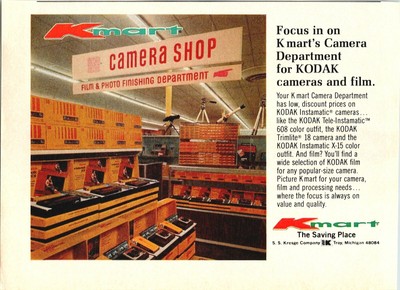 Kmart
CAMERA SHOP
FILM & PHOTO FINISHING DEPARTMENT
Focus in on
Kmart's Camera
Department
for KODAK
cameras and film.
Your Kmart Camera Department
has low, discount prices on
KODAK Instamatic® cameras...
like the KODAK Tele-Instamatic™
608 color outfit, the KODAK
Trimlite® 18 camera and the
KODAK Instamatic X-15 color
outfit. And film? You'll find a
wide selection of KODAK film
for any popular-size camera.
Picture Kmart for your camera,
film and processing needs...
where the focus is always on
value and quality.
Kmart
The Saving Place
S. S. Kresge Company K Troy, Michigan 48084